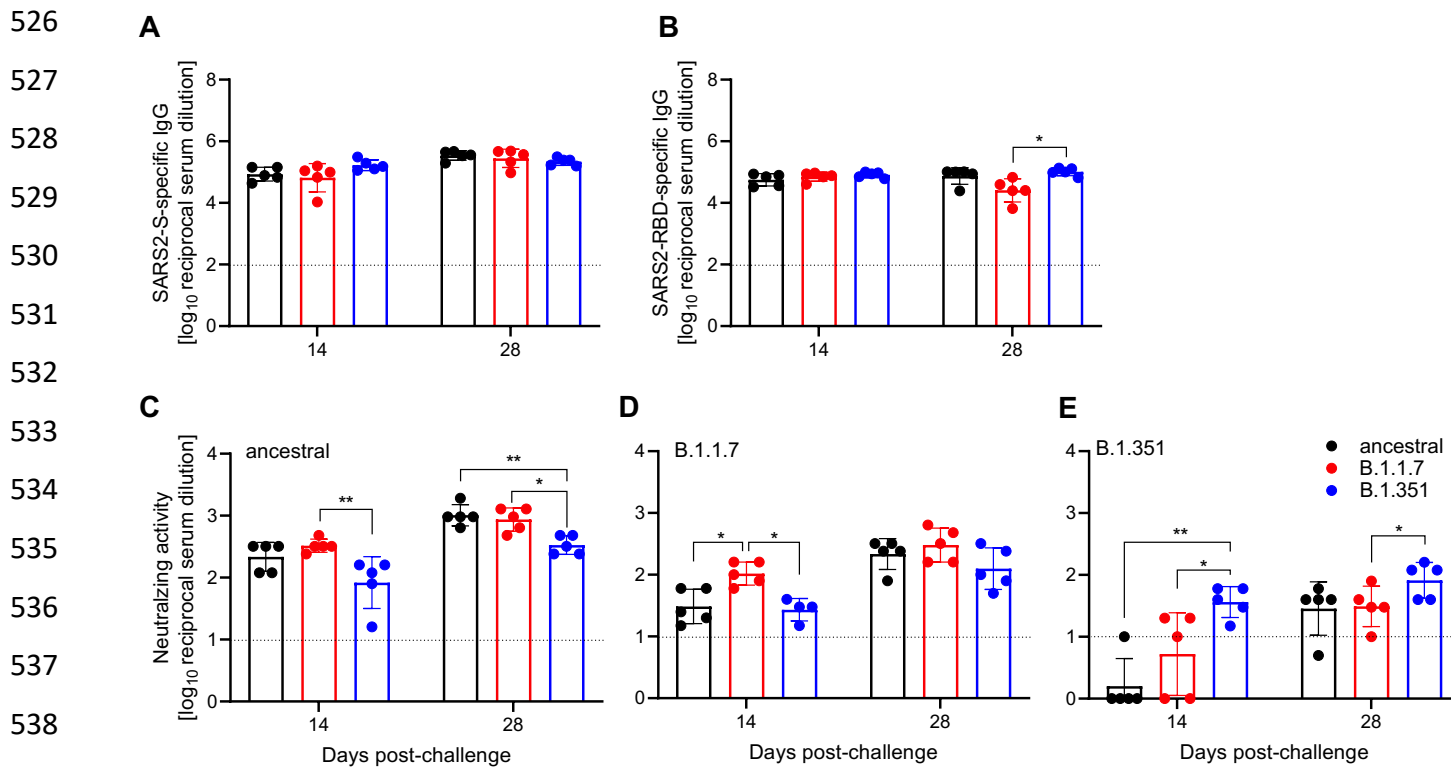 526
527
528
529
530
531
532
533
534
535
536
537
538
A
SARS2-S-specific IgG
[log10 reciprocal serum dilution]
8
6
4
2
0
14
28
B
SARS2-RBD-specific IgG
[log10 reciprocal serum dilution]
8
6
4
2
0
*
14
28
C
Neutralzing activity
[log10 reciprocal serum dilution]
ancestral
4
3
2
1
0
**
**
*
14
28
Days post-challenge
D
B.1.1.7
4
3
2
1
0
*
*
14
28
Days post-challenge
E
B.1.351
4
3
2
1
0
**
*
*
14
28
Days post-challenge
ancestral
B.1.1.7
B.1.351